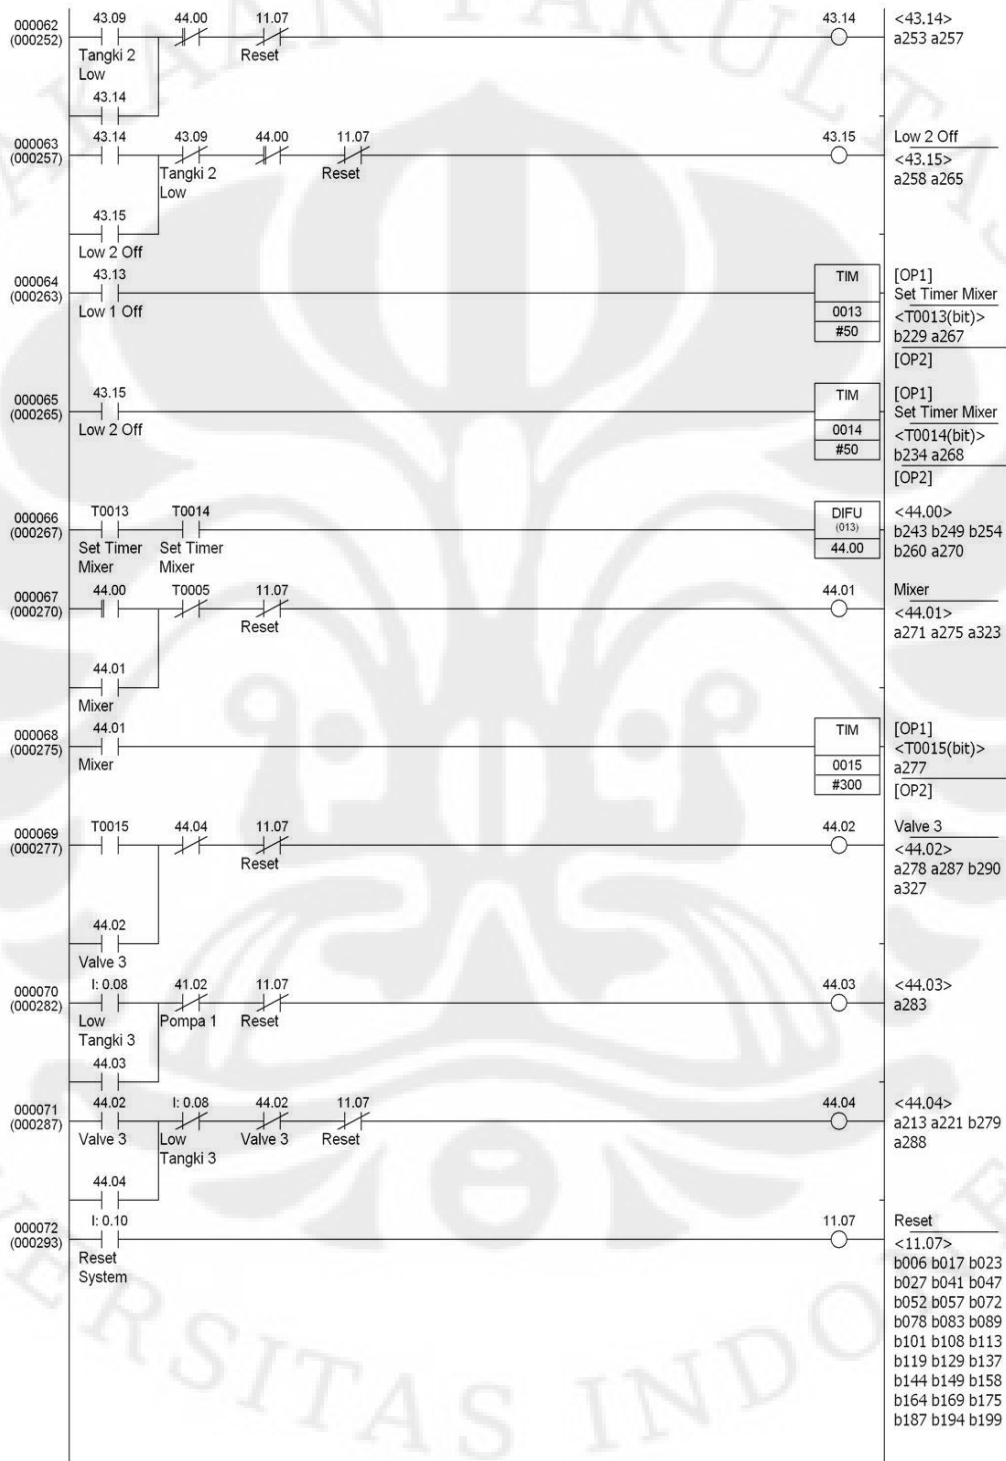 000062
(000252)
43.09 44.00 11.07 43.14
Tangki 2
Low
Reset
43.14
<43.14>
a253 a257
000063
(000257)
43.14 43.09 44.00 11.07 43.15
Tangki 2
Low
Reset
43.15
Low 2 Off
Low 2 Off
<43.15>
a258 a265
000064
(000263)
43.13
Low 1 Off
TIM
0013
#50
[OP1]
Set Timer Mixer
<T0013(bit)>
b229 a267
[OP2]
000065
(000265)
43.15
Low 2 Off
TIM
0014
#50
[OP1]
Set Timer Mixer
<T0014(bit)>
b234 a268
[OP2]
000066
(000267)
T0013 T0014
Set Timer
Mixer
Set Timer
Mixer
DIFU
(013)
44.00
<44.00>
b243 b249 b254
b260 a270
000067
(000270)
44.00 T0005 11.07 44.01
Reset
44.01
Mixer
Mixer
<44.01>
a271 a275 a323
000068
(000275)
44.01
Mixer
TIM
0015
#300
[OP1]
<T0015(bit)>
a277
[OP2]
000069
(000277)
T0015 44.04 11.07 44.02
Reset
44.02
Valve 3
Valve 3
<44.02>
a278 a287 b290
a327
000070
(000282)
I: 0.08 41.02 11.07 44.03
Low
Tangki 3
Pompa 1
Reset
44.03
<44.03>
a283
000071
(000287)
44.02 I: 0.08 44.02 11.07 44.04
Valve 3
Low
Tangki 3
Valve 3
Reset
44.04
<44.04>
a213 a221 b279
a288
000072
(000293)
I: 0.10 11.07
Reset
System
Reset
<11.07>
b006 b017 b023
b027 b041 b047
b052 b057 b072
b078 b083 b089
b101 b108 b113
b119 b129 b137
b144 b149 b158
b164 b169 b175
b187 b194 b199